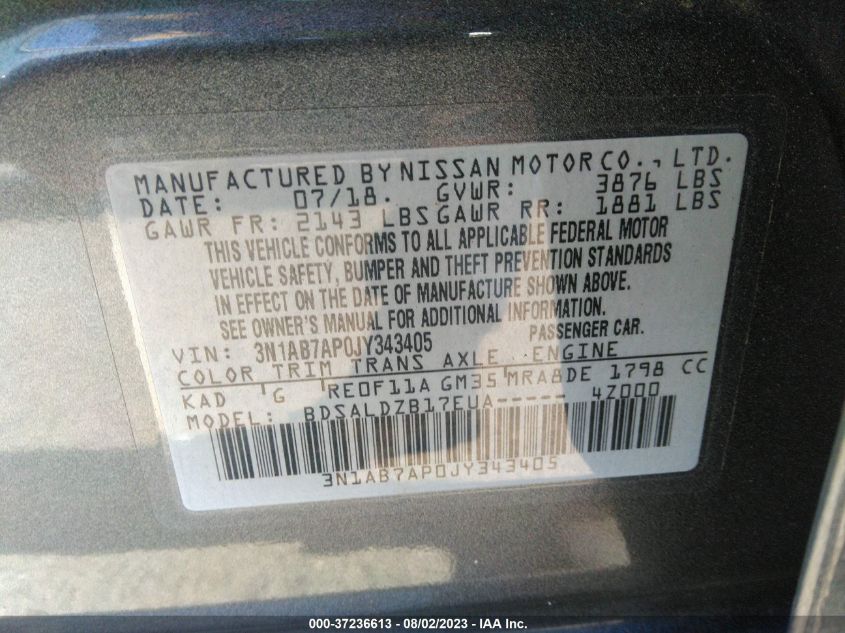 MANUFACTURED BY NISSAN MOTOR CO., LTD.
DATE: 07/18. GVWR: 3876 LBS
GAWR FR: 2143 LBS GAWR RR: 1881 LBS
THIS VEHICLE CONFORMS TO ALL APPLICABLE FEDERAL MOTOR
VEHICLE SAFETY, BUMPER AND THEFT PREVENTION STANDARDS
IN EFFECT ON THE DATE OF MANUFACTURE SHOWN ABOVE.
SEE OWNER'S MANUAL FOR ADDITIONAL INFORMATION.
VIN: 3N1AB7AP0JY343405 PASSENGER CAR.
COLOR TRIM TRANS AXLE ENGINE
KAD G RE0F11A GM35 MRA8DE 1798 CC
MODEL: BDSALDZB17EUA----- 4Z000
3N1AB7AP0JY343405
000-37236613 - 08/02/2023 - IAA Inc.